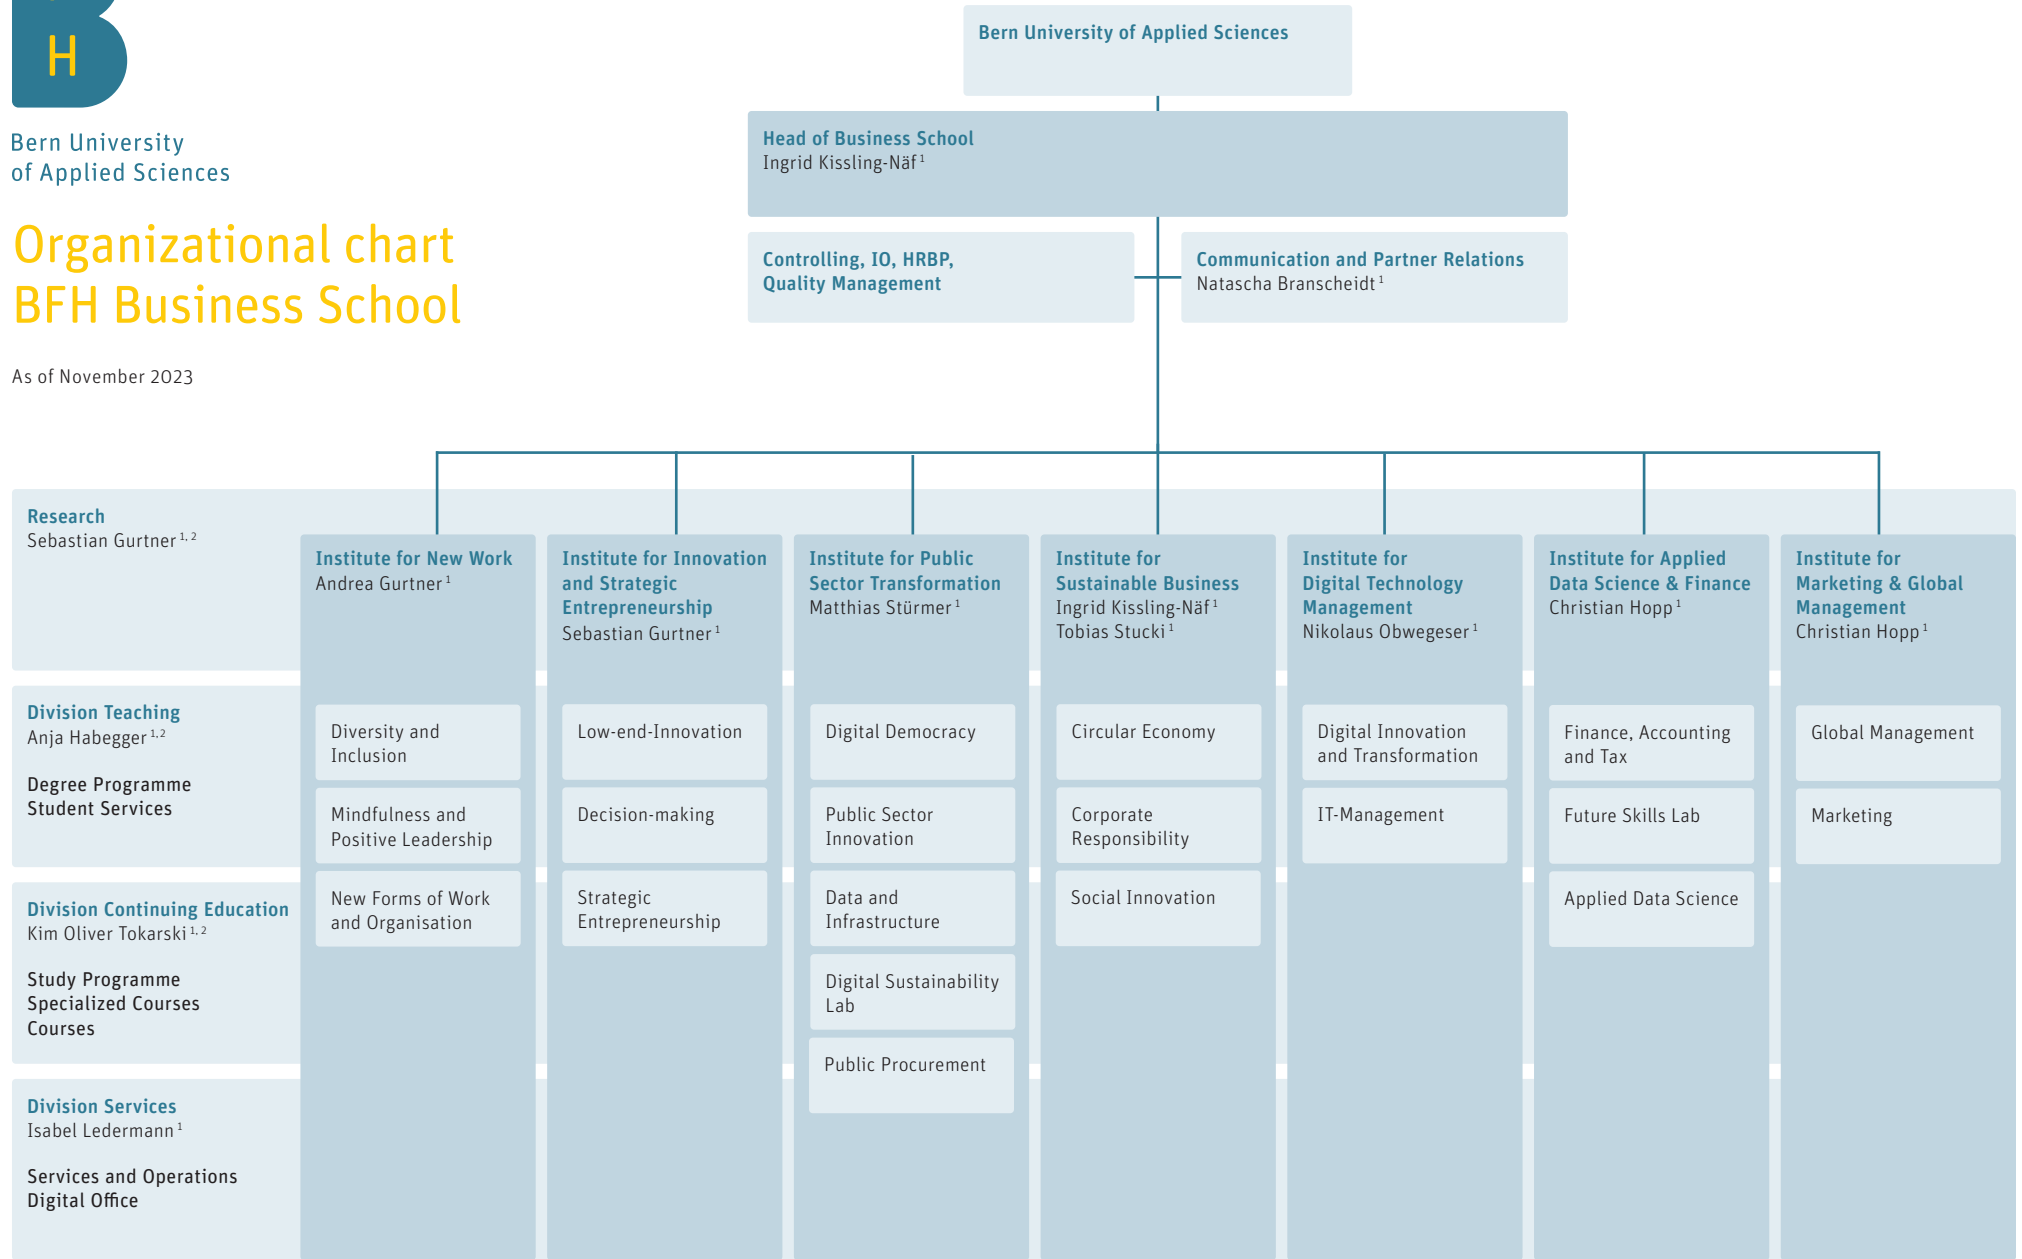 H
Bern University
of Applied Sciences
Organizational chart
BFH Business School
As of November 2023
Bern University of Applied Sciences
Head of Business School
Ingrid Kissling-Näf 1
Controlling, IO, HRBP,
Quality Management
Communication and Partner Relations
Natascha Branscheidt 1
Research
Sebastian Gurtner 1, 2
Division Teaching
Anja Habegger 1,2
Degree Programme
Student Services
Division Continuing Education
Kim Oliver Tokarski 1, 2
Study Programme
Specialized Courses
Courses
Division Services
Isabel Ledermann 1
Services and Operations
Digital Office
Institute for New Work
Andrea Gurtner 1
Diversity and
Inclusion
Mindfulness and
Positive Leadership
New Forms of Work
and Organisation
Institute for Innovation
and Strategic
Entrepreneurship
Sebastian Gurtner 1
Low-end-Innovation
Decision-making
Strategic
Entrepreneurship
Institute for Public
Sector Transformation
Matthias Stürmer 1
Digital Democracy
Public Sector
Innovation
Data and
Infrastructure
Digital Sustainability
Lab
Public Procurement
Institute for
Sustainable Business
Ingrid Kissling-Näf 1
Tobias Stucki 1
Circular Economy
Corporate
Responsibility
Social Innovation
Institute for
Digital Technology
Management
Nikolaus Obwegeser 1
Digital Innovation
and Transformation
IT-Management
Institute for Applied
Data Science & Finance
Christian Hopp 1
Finance, Accounting
and Tax
Future Skills Lab
Applied Data Science
Institute for
Marketing & Global
Management
Christian Hopp 1
Global Management
Marketing